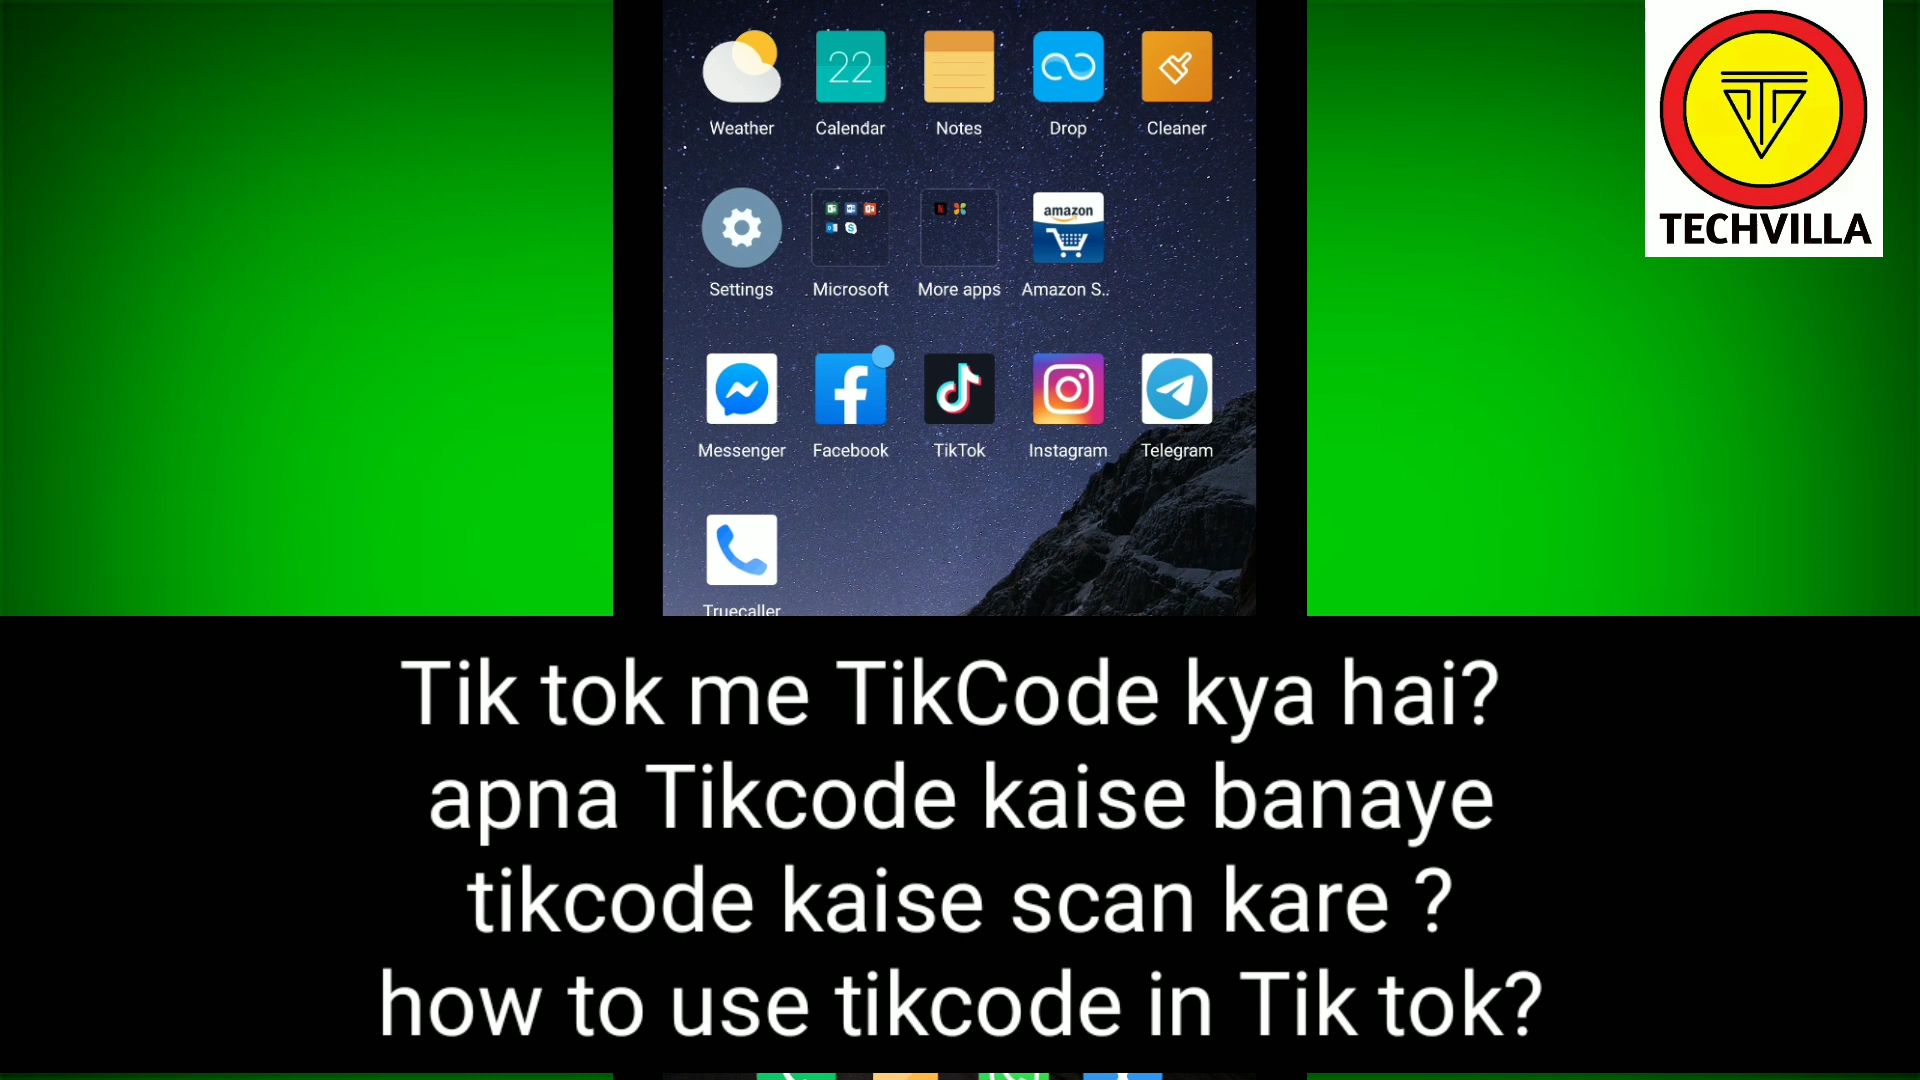 22
Weather Calendar Notes Drop Cleaner
amazon
Settings Microsoft More apps Amazon S..
Messenger Facebook TikTok Instagram Telegram
Truecaller
TECHVILLA
Tik tok me TikCode kya hai?
apna Tikcode kaise banaye
tikcode kaise scan kare ?
how to use tikcode in Tik tok?